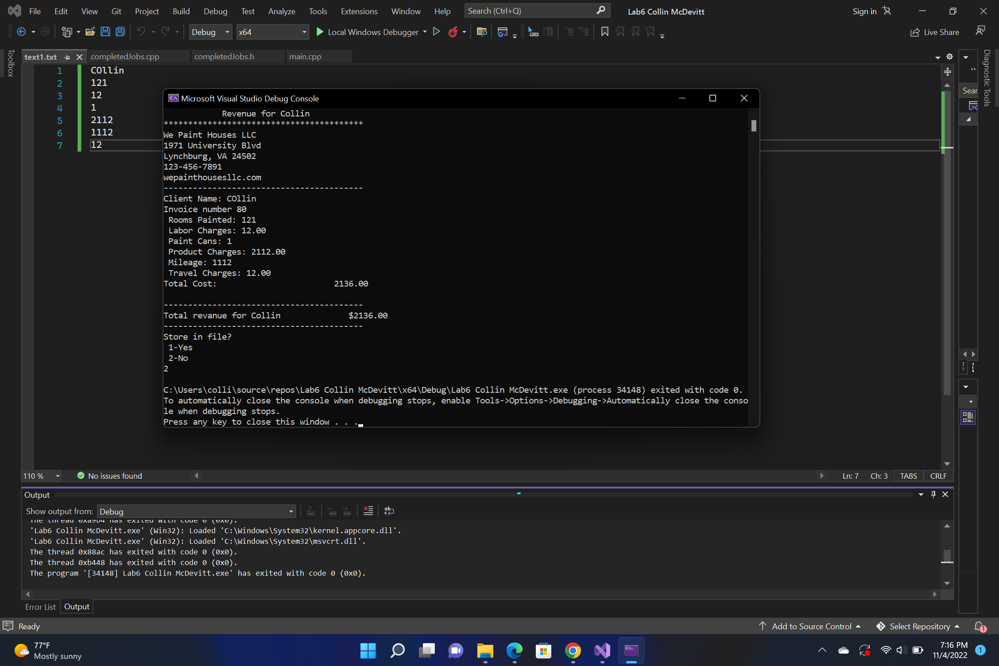 File Edit View Git Project Build Debug Test Analyze Tools Extensions Window Help Search (Ctrl+Q) Lab6 Collin McDevitt Sign in
Debug x64 Local Windows Debugger Live Share
Toolbox
text1.txt completedJobs.cpp completedJobs.h main.cpp
Diagnostic Tools
Sear
1 COllin
2 121
3 12
4 1
5 2112
6 1112
7 12
Microsoft Visual Studio Debug Console
Revenue for Collin
*****************************************
We Paint Houses LLC
1971 University Blvd
Lynchburg, VA 24502
123-456-7891
wepainthousesllc.com
-----------------------------------------
Client Name: COllin
Invoice number 80
Rooms Painted: 121
Labor Charges: 12.00
Paint Cans: 1
Product Charges: 2112.00
Mileage: 1112
Travel Charges: 12.00
Total Cost: 2136.00
-----------------------------------------
Total revanue for Collin $2136.00
-----------------------------------------
Store in file?
1-Yes
2-No
2
C:\Users\colli\source\repos\Lab6 Collin McDevitt\x64\Debug\Lab6 Collin McDevitt.exe (process 34148) exited with code 0.
To automatically close the console when debugging stops, enable Tools->Options->Debugging->Automatically close the conso
le when debugging stops.
Press any key to close this window . . .
110 % No issues found Ln: 7 Ch: 3 TABS CRLF
Output
Show output from: Debug
The thread 0xa9b4 has exited with code 0 (0x0).
'Lab6 Collin McDevitt.exe' (Win32): Loaded 'C:\Windows\System32\kernel.appcore.dll'.
'Lab6 Collin McDevitt.exe' (Win32): Loaded 'C:\Windows\System32\msvcrt.dll'.
The thread 0x88ac has exited with code 0 (0x0).
The thread 0xb448 has exited with code 0 (0x0).
The program '[34148] Lab6 Collin McDevitt.exe' has exited with code 0 (0x0).
Error List Output
Ready Add to Source Control Select Repository 1
77°F
Mostly sunny
7:16 PM
11/4/2022
1